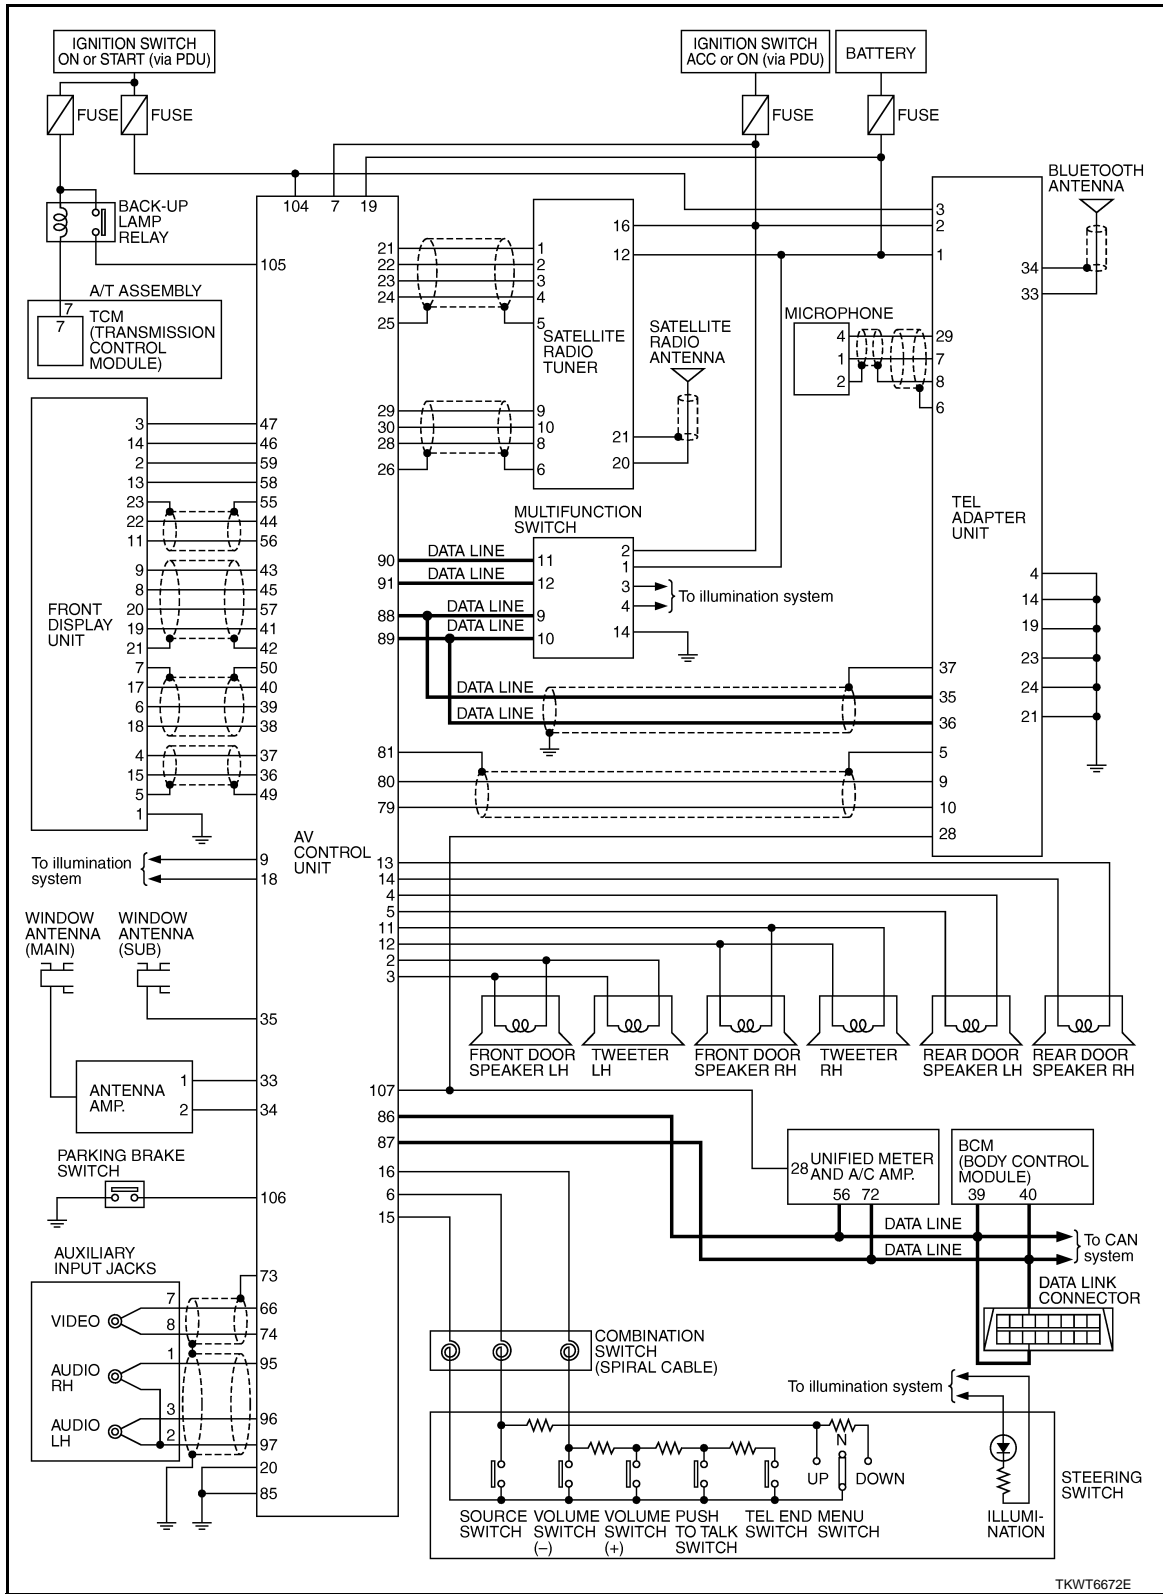 IGNITION SWITCH
ON or START (via PDU)
IGNITION SWITCH
ACC or ON (via PDU)
BATTERY
FUSE
FUSE
FUSE
FUSE
BACK-UP
LAMP
RELAY
A/T ASSEMBLY
7
7
TCM
(TRANSMISSION
CONTROL
MODULE)
104
7
19
105
21
22
23
24
25
29
30
28
26
1
2
3
4
5
9
10
8
6
16
12
SATELLITE
RADIO
TUNER
21
20
SATELLITE
RADIO
ANTENNA
BLUETOOTH
ANTENNA
3
2
1
34
33
MICROPHONE
4
1
2
29
7
8
6
TEL
ADAPTER
UNIT
4
14
19
23
24
21
37
35
36
5
9
10
28
MULTIFUNCTION
SWITCH
90
91
88
89
DATA LINE
DATA LINE
DATA LINE
DATA LINE
11
12
9
10
2
1
3
4
14
To illumination system
DATA LINE
DATA LINE
81
80
79
FRONT
DISPLAY
UNIT
3
14
2
13
23
22
11
9
8
20
19
21
7
17
6
18
4
15
5
1
47
46
59
58
55
44
56
43
45
57
41
42
50
40
39
38
37
36
49
AV
CONTROL
UNIT
To illumination
system
9
18
WINDOW
ANTENNA
(MAIN)
WINDOW
ANTENNA
(SUB)
35
ANTENNA
AMP.
1
2
33
34
PARKING BRAKE
SWITCH
106
13
14
4
5
11
12
2
3
FRONT DOOR
SPEAKER LH
TWEETER
LH
FRONT DOOR
SPEAKER RH
TWEETER
RH
REAR DOOR
SPEAKER LH
REAR DOOR
SPEAKER RH
107
86
87
16
6
15
28
UNIFIED METER
AND A/C AMP.
56
72
BCM
(BODY CONTROL
MODULE)
39
40
DATA LINE
DATA LINE
To CAN
system
DATA LINK
CONNECTOR
AUXILIARY
INPUT JACKS
VIDEO
AUDIO
RH
AUDIO
LH
7
8
1
3
2
73
66
74
95
96
97
20
85
COMBINATION
SWITCH
(SPIRAL CABLE)
To illumination system
N
UP
DOWN
SOURCE
SWITCH
VOLUME
SWITCH
(–)
VOLUME
SWITCH
(+)
PUSH
TO TALK
SWITCH
TEL END
SWITCH
MENU
SWITCH
ILLUMI-
NATION
STEERING
SWITCH
TKWT6672E